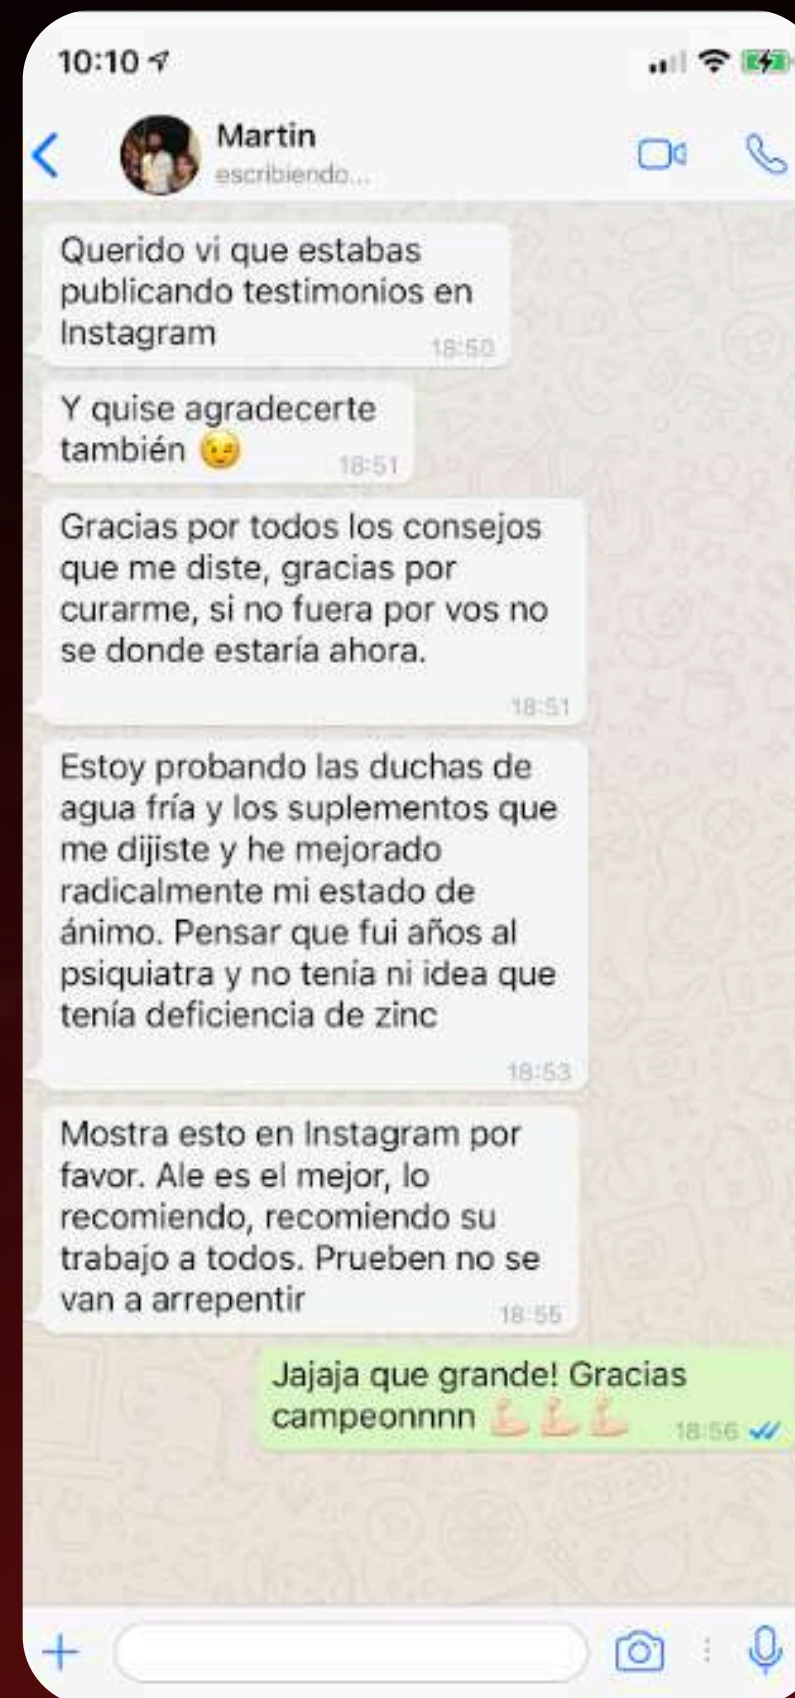 10:10
Martin
escribiendo...
Querido vi que estabas
publicando testimonios en
Instagram
18:50
Y quise agradecerte
también 😉
18:51
Gracias por todos los consejos
que me diste, gracias por
curarme, si no fuera por vos no
se donde estaría ahora.
18:51
Estoy probando las duchas de
agua fría y los suplementos que
me dijiste y he mejorado
radicalmente mi estado de
ánimo. Pensar que fui años al
psiquiatra y no tenía ni idea que
tenía deficiencia de zinc
18:53
Mostra esto en Instagram por
favor. Ale es el mejor, lo
recomiendo, recomiendo su
trabajo a todos. Prueben no se
van a arrepentir
18:55
Jajaja que grande! Gracias
campeonnnn 💪🏻💪🏻💪🏻
18:56